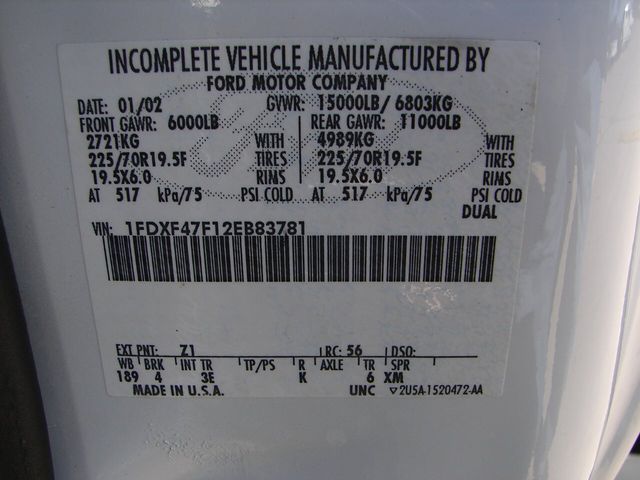 INCOMPLETE VEHICLE MANUFACTURED BY
FORD MOTOR COMPANY
DATE: 01/02 GVWR: 15000LB/ 6803KG
FRONT GAWR: 6000LB REAR GAWR: 11000LB
2721KG WITH 4989KG WITH
225/70R19.5F TIRES 225/70R19.5F TIRES
19.5X6.0 RIMS 19.5X6.0 RIMS
AT 517 kPa/75 PSI COLD AT 517 kPa/75 PSI COLD
DUAL
VIN: 1FDXF47F12EB83781
EXT PNT: Z1 RC: 56 DSO:
WB BRK INT TR TP/PS R AXLE TR SPR
189 4 3E K 6 XM
MADE IN U.S.A. UNC 2U5A-1520472-AA